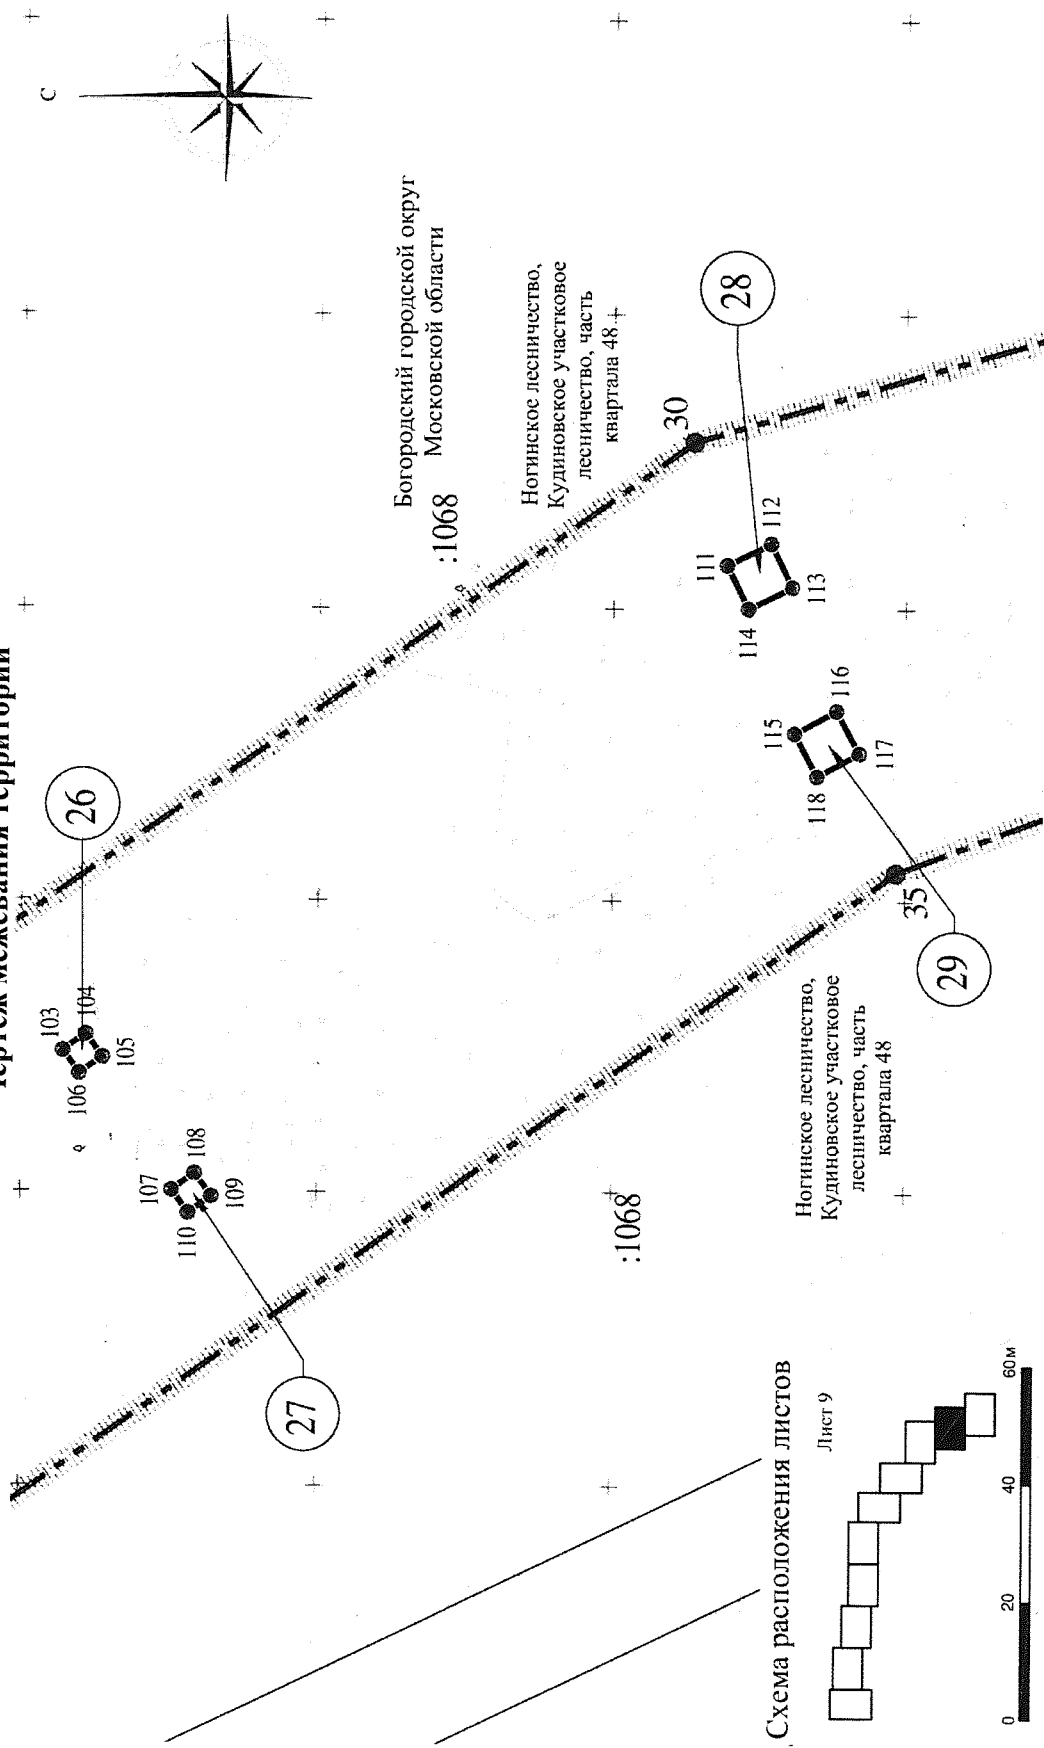 Чертеж межевания территории
С
26
103
104
105
106
107
108
109
110
27
Богородский городской округ
Московской области
:1068
Ногинское лесничество,
Кудиновское участковое
лесничество, часть
квартала 48
30
28
111
112
113
114
115
116
117
118
35
29
:1068
Ногинское лесничество,
Кудиновское участковое
лесничество, часть
квартала 48
Схема расположения листов
Лист 9
0
20
40
60 м